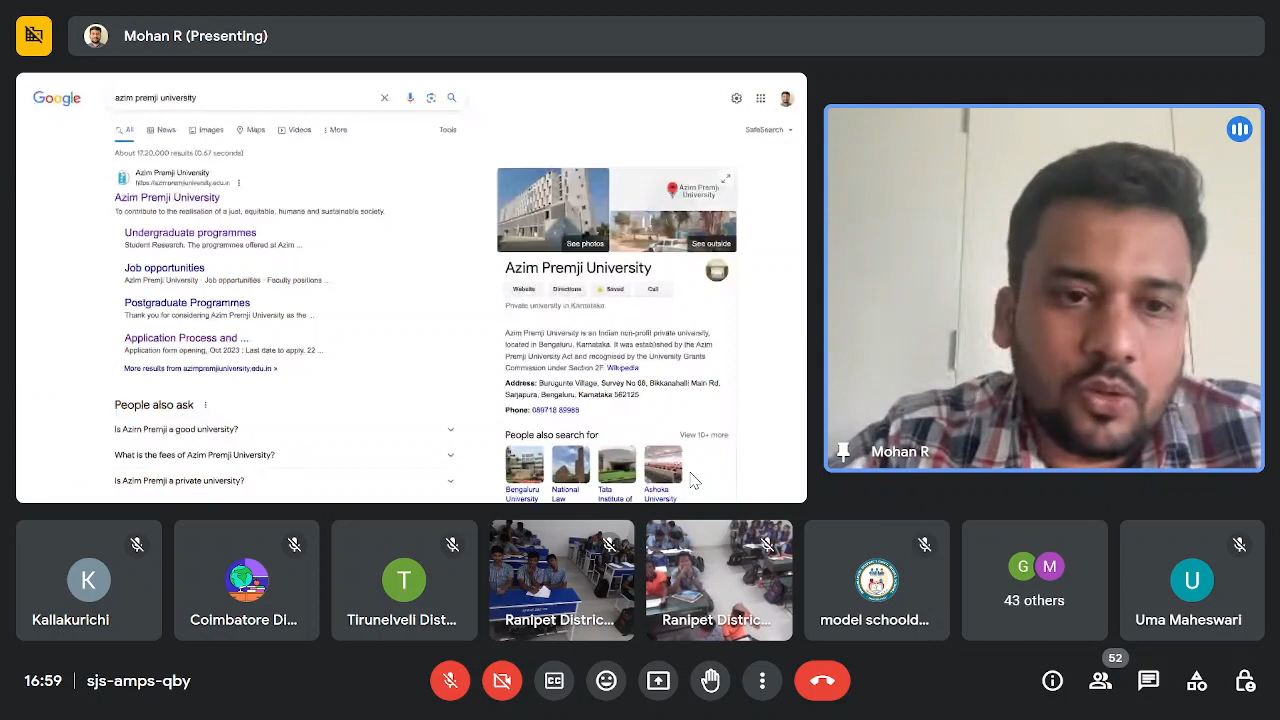 Mohan R (Presenting)
Google
azim premji university
All
News
Images
Maps
Videos
More
Tools
SafeSearch
About 17,20,000 results (0.67 seconds)
Azim Premji University
https://azimpremjiuniversity.edu.in
Azim Premji University
To contribute to the realisation of a just, equitable, humane and sustainable society.
Undergraduate programmes
Student Research. The programmes offered at Azim ...
Job opportunities
Azim Premji University · Job opportunities · Faculty positions ...
Postgraduate Programmes
Thank you for considering Azim Premji University as the ...
Application Process and ...
Application form opening, Oct 2023 ; Last date to apply, 22 ...
More results from azimpremjiuniversity.edu.in »
People also ask
Is Azim Premji a good university?
What is the fees of Azim Premji University?
Is Azim Premji a private university?
Azim Premji
University
See photos
See outside
Azim Premji University
Website
Directions
Saved
Call
Private university in Karnataka
Azim Premji University is an Indian non-profit private university,
located in Bengaluru, Karnataka. It was established by the Azim
Premji University Act and recognised by the University Grants
Commission under Section 2F. Wikipedia
Address: Burugunte Village, Survey No 66, Bikkanahalli Main Rd,
Sarjapura, Bengaluru, Karnataka 562125
Phone:
People also search for
View 10+ more
Bengaluru
University
National
Law
Tata
Institute of
Ashoka
University
Mohan R
K
Kallakurichi
Coimbatore DI...
T
Tirunelveli Dist...
Ranipet Distric...
Ranipet Distric...
model schoold...
G
M
43 others
U
Uma Maheswari
16:59 | sjs-amps-qby
52